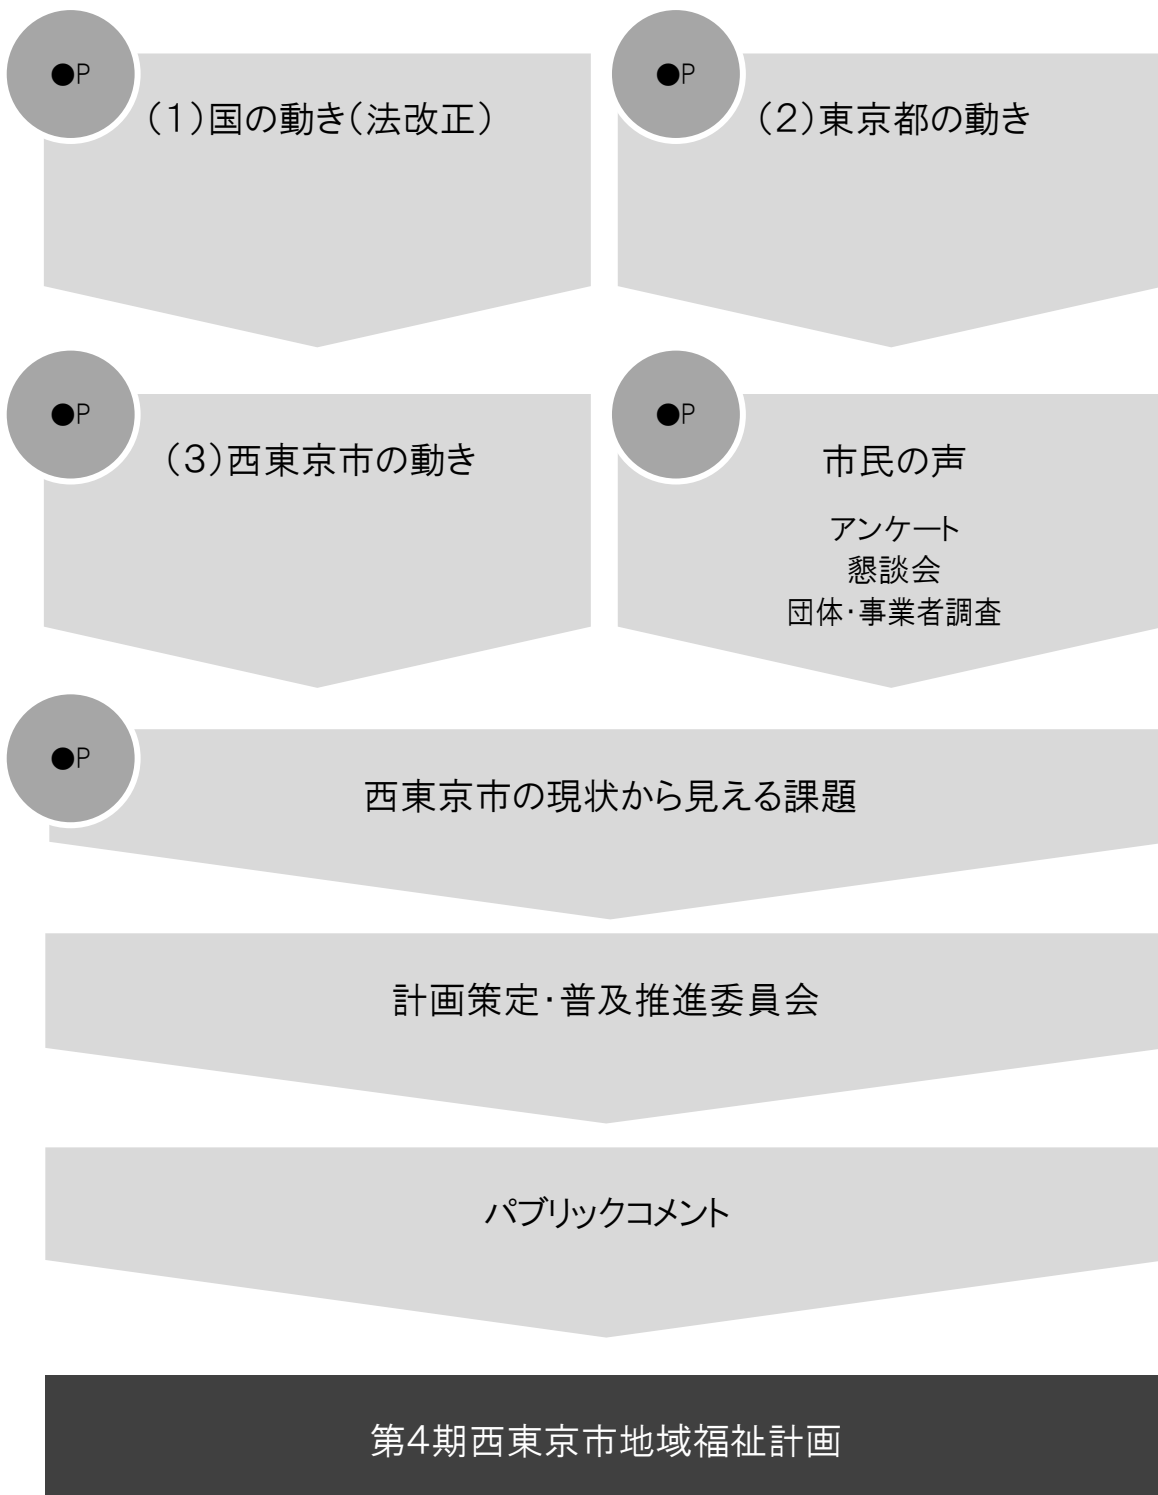 ●P
(1)国の動き(法改正)
●P
(2)東京都の動き
●P
(3)西東京市の動き
●P
市民の声
アンケート
懇談会
団体・事業者調査
●P
西東京市の現状から見える課題
計画策定・普及推進委員会
パブリックコメント
第4期西東京市地域福祉計画